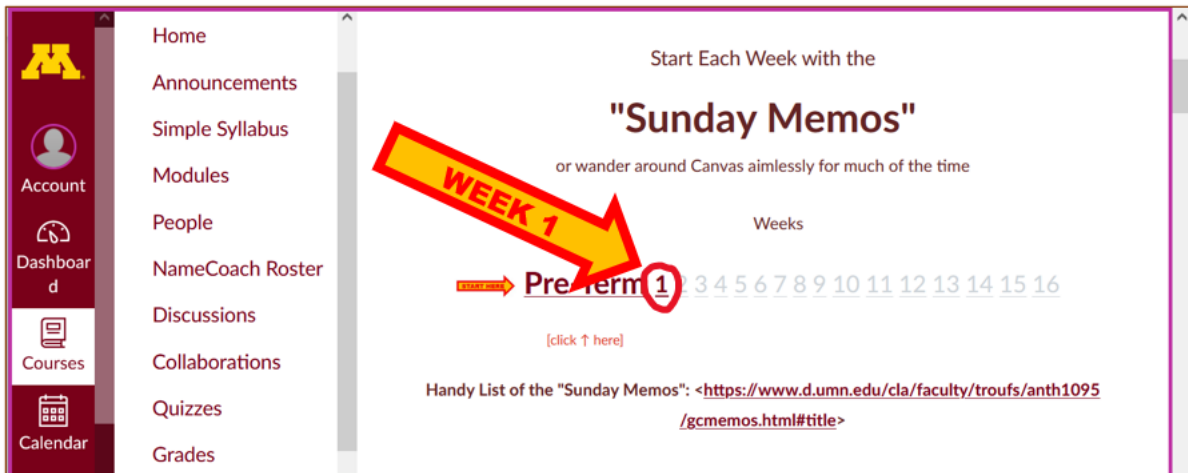 M
Account
Dashboar
d
Courses
Calendar
Home
Announcements
Simple Syllabus
Modules
People
NameCoach Roster
Discussions
Collaborations
Quizzes
Grades
Start Each Week with the
"Sunday Memos"
or wander around Canvas aimlessly for much of the time
WEEK 1
Weeks
START HERE Pre-Term 1 2 3 4 5 6 7 8 9 10 11 12 13 14 15 16
[click ↑ here]
Handy List of the "Sunday Memos": <https://www.d.umn.edu/cla/faculty/troufs/anth1095
/gcmemos.html#title>